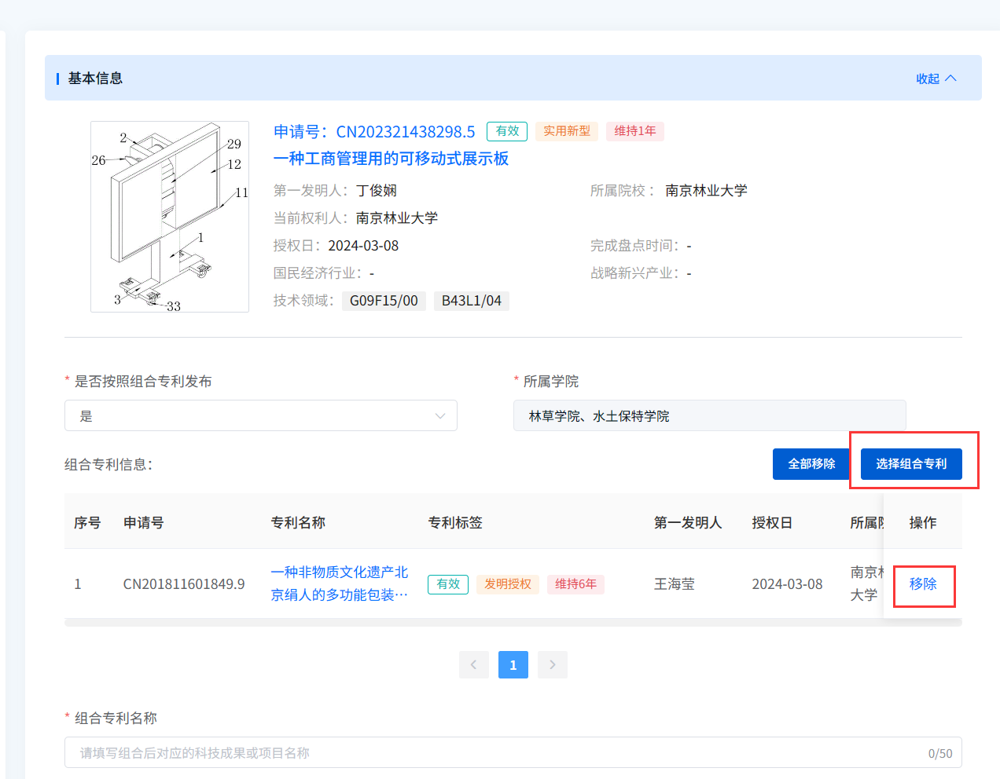 基本信息
收起
2
26
29
12
11
1
3
33
申请号：CN202321438298.5 有效 实用新型 维持1年
一种工商管理用的可移动式展示板
第一发明人：丁俊娴 所属院校： 南京林业大学
当前权利人：南京林业大学
授权日：2024-03-08 完成盘点时间：-
国民经济行业：- 战略新兴产业：-
技术领域： G09F15/00 B43L1/04
* 是否按照组合专利发布 * 所属学院
是 林草学院、水土保特学院
组合专利信息： 全部移除 选择组合专利
序号 申请号 专利名称 专利标签 第一发明人 授权日 所属 操作
1 CN201811601849.9 一种非物质文化遗产北 有效 发明授权 维持6年 王海莹 2024-03-08 南京 移除
京绢人的多功能包装… 大学
1
* 组合专利名称
请填写组合后对应的科技成果或项目名称 0/50